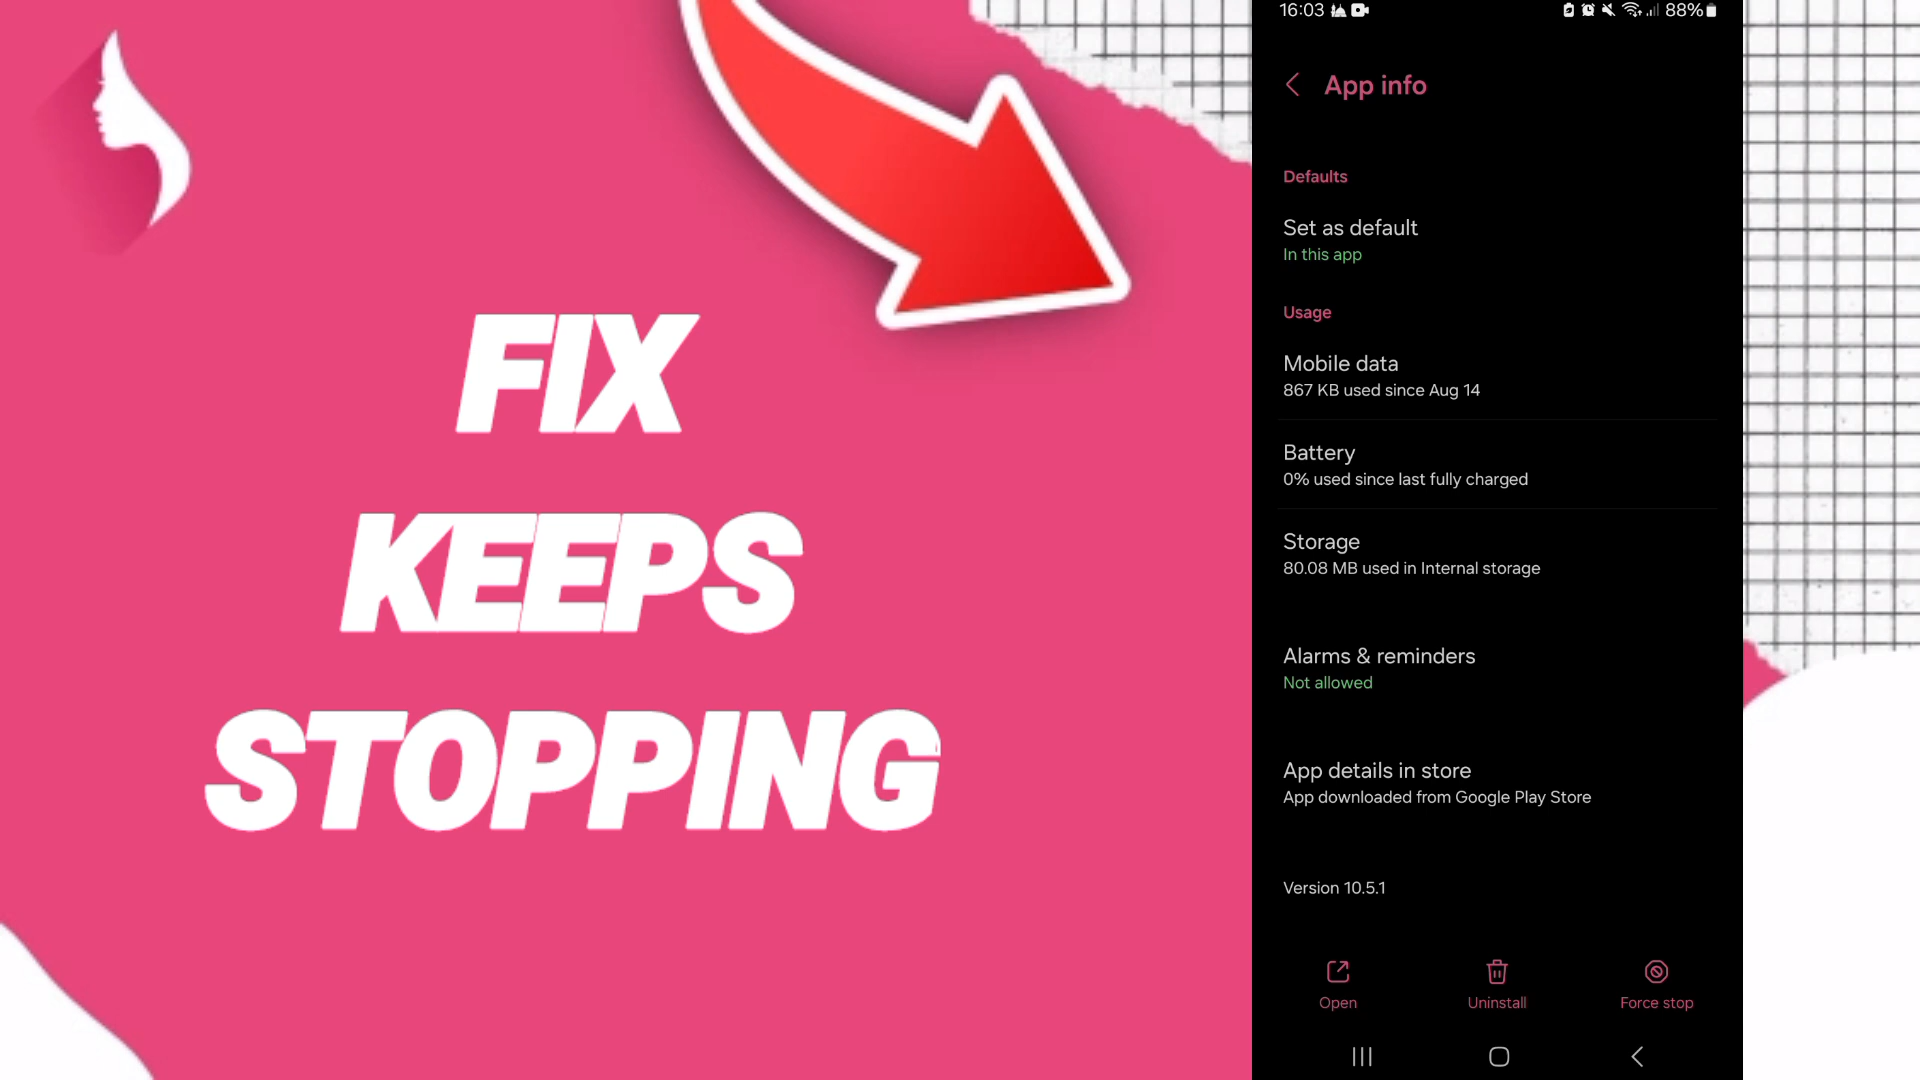 FIX
KEEPS
STOPPING
16:03
88%
App info
Defaults
Set as default
In this app
Usage
Mobile data
867 KB used since Aug 14
Battery
0% used since last fully charged
Storage
80.08 MB used in Internal storage
Alarms & reminders
Not allowed
App details in store
App downloaded from Google Play Store
Version 10.5.1
Open
Uninstall
Force stop